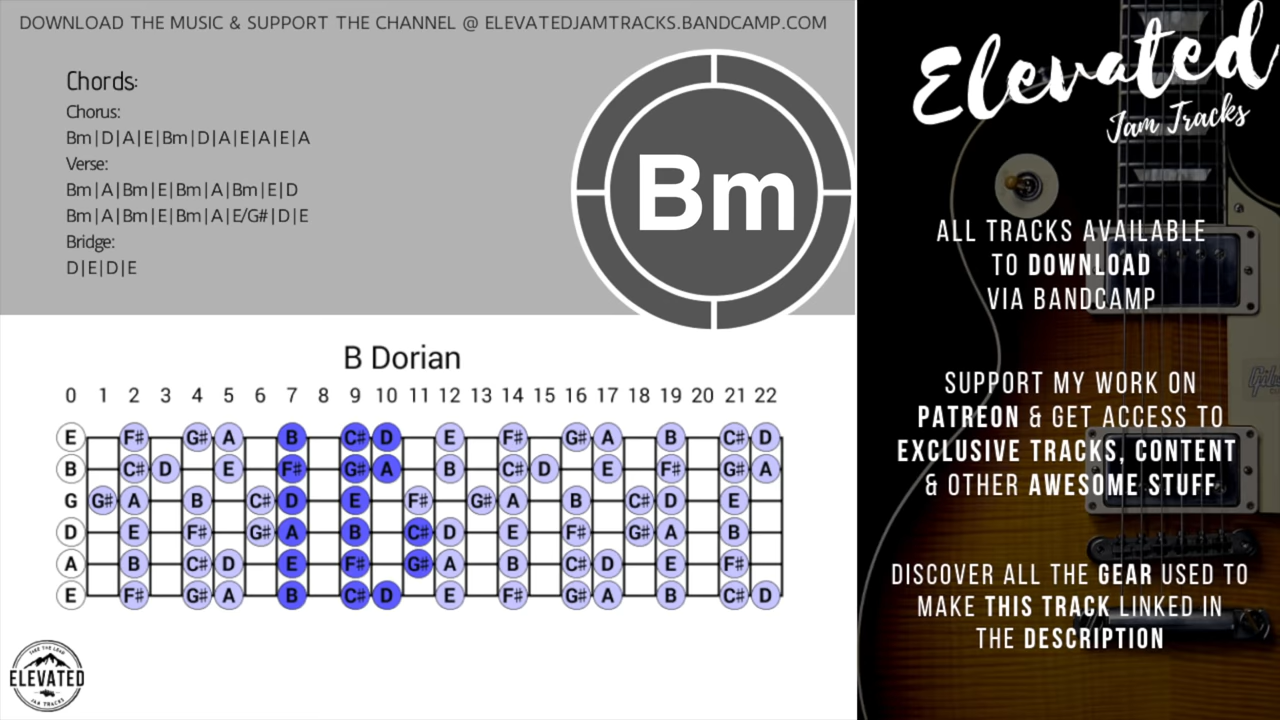 DOWNLOAD THE MUSIC & SUPPORT THE CHANNEL @ ELEVATEDJAMTRACKS.BANDCAMP.COM
Chords:
Chorus:
Bm|D|A|E|Bm|D|A|E|A|E|A
Verse:
Bm|A|Bm|E|Bm|A|Bm|E|D
Bm|A|Bm|E|Bm|A|E/G#|D|E
Bridge:
D|E|D|E
Bm
B Dorian
0 1 2 3 4 5 6 7 8 9 10 11 12 13 14 15 16 17 18 19 20 21 22
E F# G# A B C# D E F# G# A B C# D
B C# D E F# G# A B C# D E F# G# A
G G# A B C# D E F# G# A B C# D E
D E F# G# A B C# D E F# G# A B
A B C# D E F# G# A B C# D E F#
E F# G# A B C# D E F# G# A B C# D
TAKE THE LEAD
ELEVATED
JAM TRACKS
Elevated
Jam Tracks
ALL TRACKS AVAILABLE
TO DOWNLOAD
VIA BANDCAMP
SUPPORT MY WORK ON
PATREON & GET ACCESS TO
EXCLUSIVE TRACKS, CONTENT
& OTHER AWESOME STUFF
DISCOVER ALL THE GEAR USED TO
MAKE THIS TRACK LINKED IN
THE DESCRIPTION